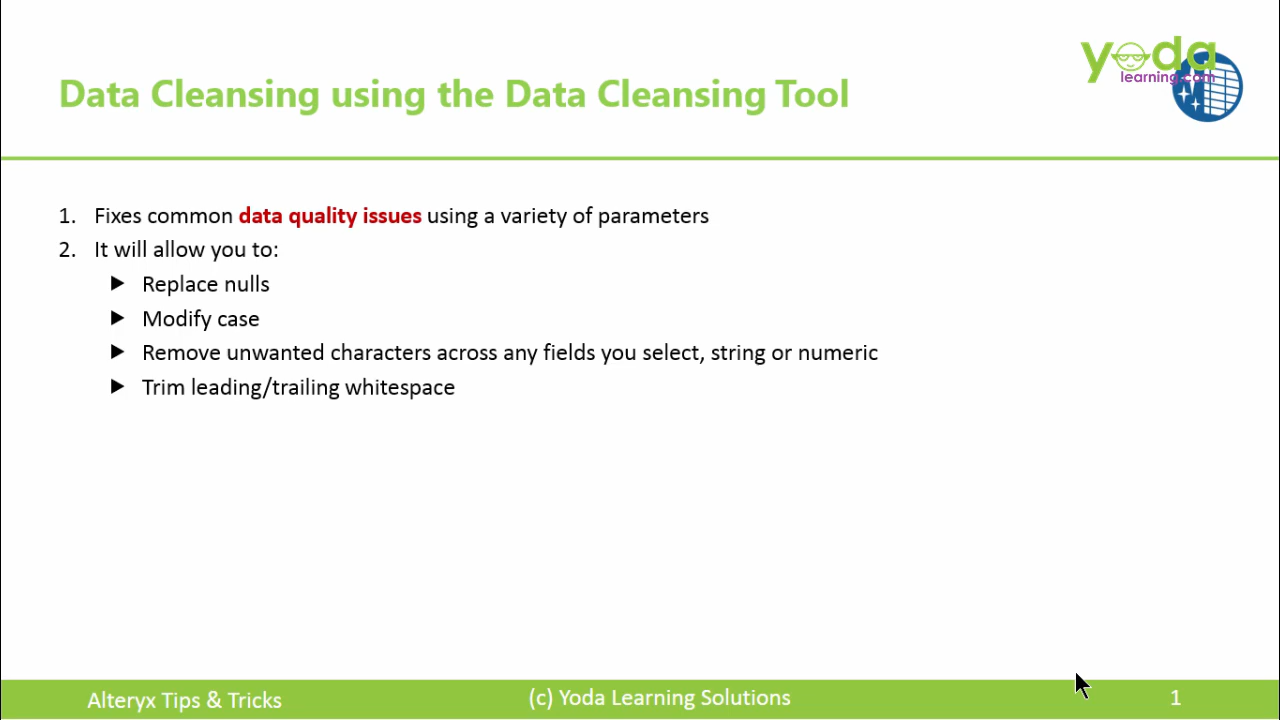 yoda
learning.com
Data Cleansing using the Data Cleansing Tool
1. Fixes common data quality issues using a variety of parameters
2. It will allow you to:
Replace nulls
Modify case
Remove unwanted characters across any fields you select, string or numeric
Trim leading/trailing whitespace
Alteryx Tips & Tricks
(c) Yoda Learning Solutions
1